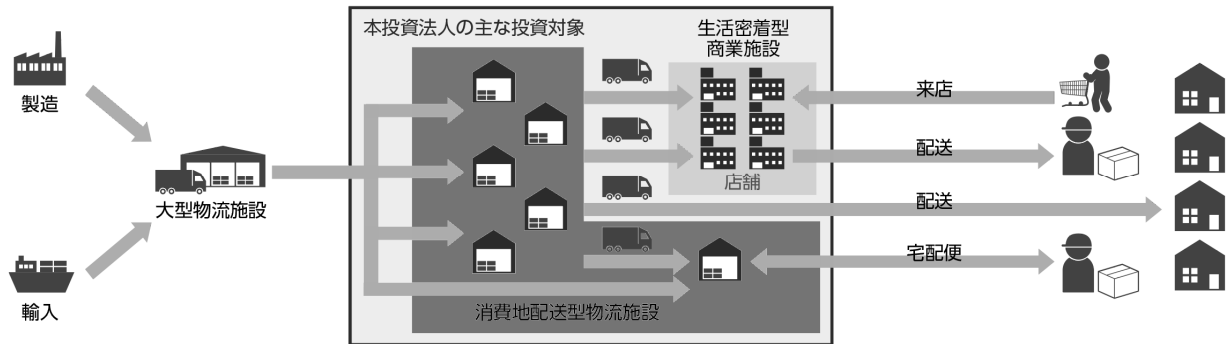 本投資法人の主な投資対象
生活密着型
商業施設
製造
大型物流施設
輸入
店舗
消費地配送型物流施設
来店
配送
配送
宅配便